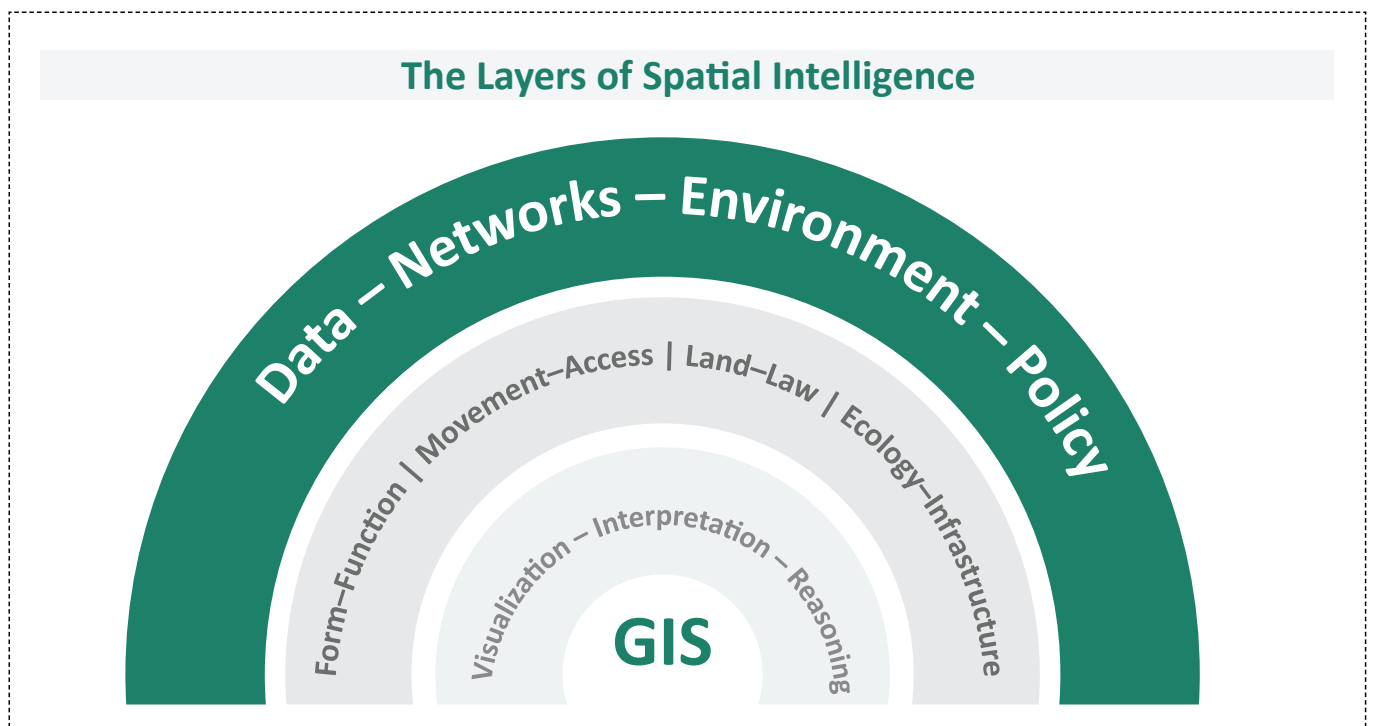 The Layers of Spatial Intelligence
Data – Networks – Environment – Policy
Form–Function | Movement–Access | Land–Law | Ecology–Infrastructure
Visualization – Interpretation – Reasoning
GIS